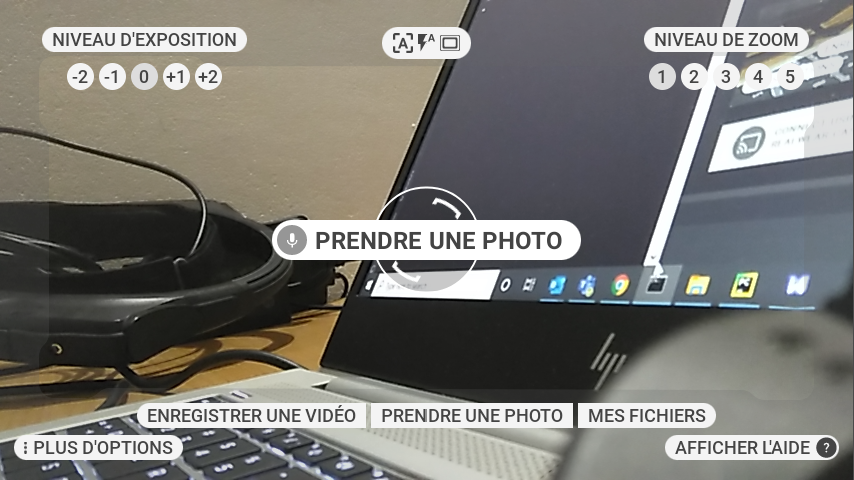 NIVEAU D'EXPOSITION
-2 -1 0 +1 +2
A
A
NIVEAU DE ZOOM
1 2 3 4 5
PRENDRE UNE PHOTO
hp
ENREGISTRER UNE VIDÉO
PRENDRE UNE PHOTO
MES FICHIERS
PLUS D'OPTIONS
AFFICHER L'AIDE ?